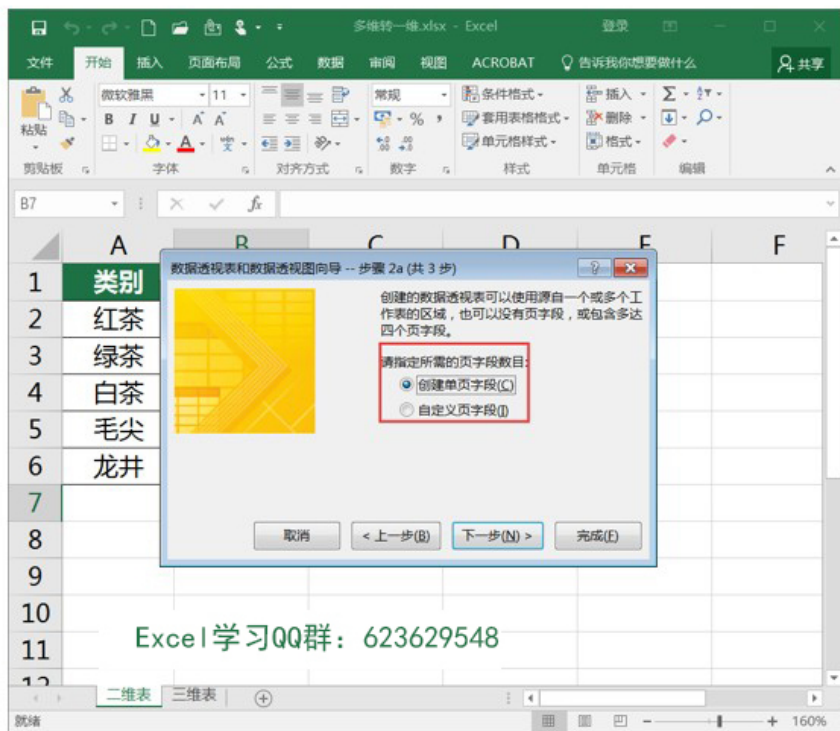 多维转一维.xlsx - Excel
登录
文件 开始 插入 页面布局 公式 数据 审阅 视图 ACROBAT 告诉我你想要做什么 共享
微软雅黑 11 常规 条件格式 插入
粘贴 B I U A A % 套用表格格式 删除
A 单元格样式 格式
剪贴板 字体 对齐方式 数字 样式 单元格 编辑
B7 fx
A B C D E F
数据透视表和数据透视图向导 -- 步骤 2a (共 3 步)
1 类别
创建的数据透视表可以使用源自一个或多个工
作表的区域，也可以没有页字段，或包含多达
四个页字段。
2 红茶
3 绿茶
请指定所需的页字段数目:
创建单页字段(C)
4 白茶
自定义页字段(I)
5 毛尖
6 龙井
7
取消 < 上一步(B) 下一步(N) > 完成(F)
8
9
10
Excel学习QQ群：623629548
11
12
二维表 三维表
就绪 160%